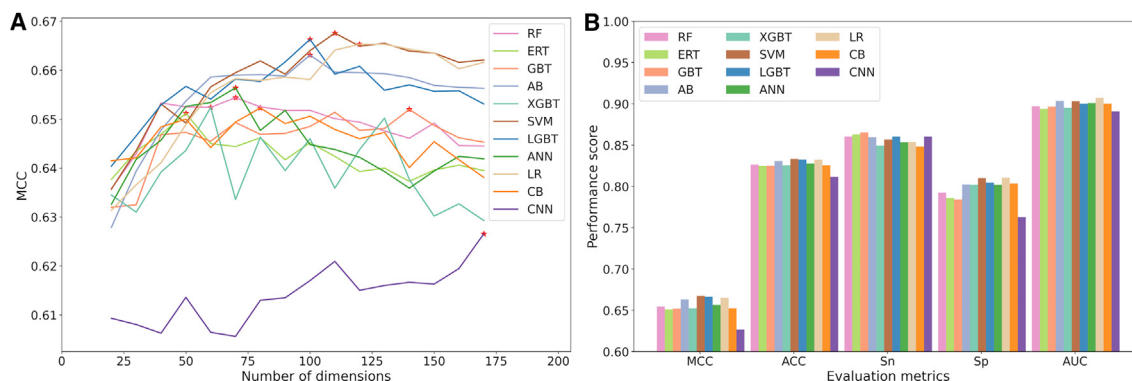 A
MCC
0.67
0.66
0.65
0.64
0.63
0.62
0.61
0
25
50
75
100
125
150
175
200
Number of dimensions
RF
ERT
GBT
AB
XGBT
SVM
LGBT
ANN
LR
CB
CNN
B
Performance score
1.00
0.95
0.90
0.85
0.80
0.75
0.70
0.65
0.60
RF
ERT
GBT
AB
XGBT
SVM
LGBT
ANN
LR
CB
CNN
MCC
ACC
Sn
Sp
AUC
Evaluation metrics